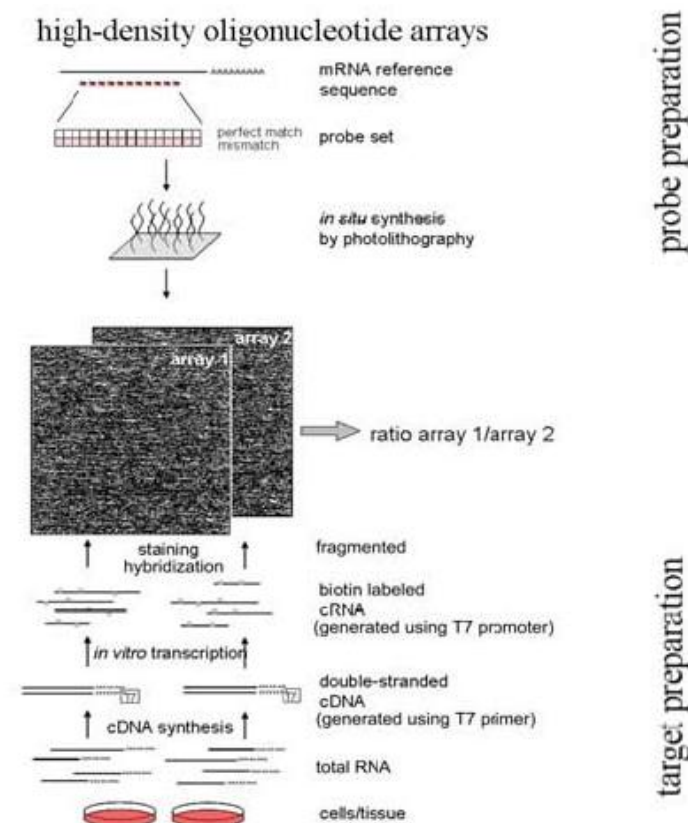 high-density oligonucleotide arrays
mRNA reference
sequence
perfect match
mismatch
probe set
in situ synthesis
by photolithography
probe preparation
array 2
array 1
ratio array 1/array 2
staining
hybridization
fragmented
biotin labeled
cRNA
(generated using T7 promoter)
in vitro transcription
double-stranded
cDNA
(generated using T7 primer)
T7
T7
cDNA synthesis
total RNA
cells/tissue
target preparation